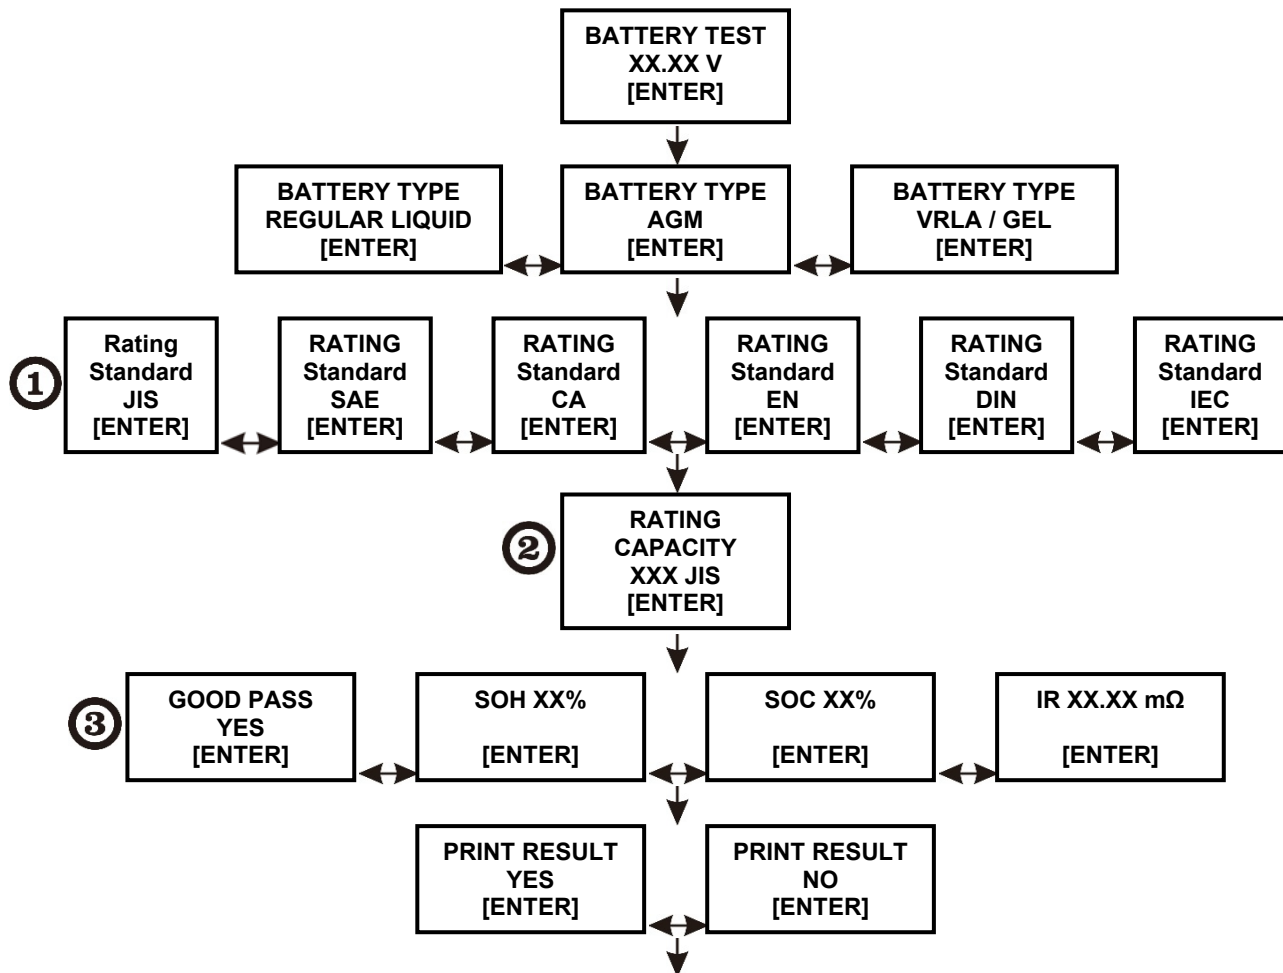 BATTERY TEST
XX.XX V
[ENTER]
BATTERY TYPE
REGULAR LIQUID
[ENTER]
BATTERY TYPE
AGM
[ENTER]
BATTERY TYPE
VRLA / GEL
[ENTER]
1
Rating
Standard
JIS
[ENTER]
RATING
Standard
SAE
[ENTER]
RATING
Standard
CA
[ENTER]
RATING
Standard
EN
[ENTER]
RATING
Standard
DIN
[ENTER]
RATING
Standard
IEC
[ENTER]
2
RATING
CAPACITY
XXX JIS
[ENTER]
3
GOOD PASS
YES
[ENTER]
SOH XX%
[ENTER]
SOC XX%
[ENTER]
IR XX.XX mΩ
[ENTER]
PRINT RESULT
YES
[ENTER]
PRINT RESULT
NO
[ENTER]